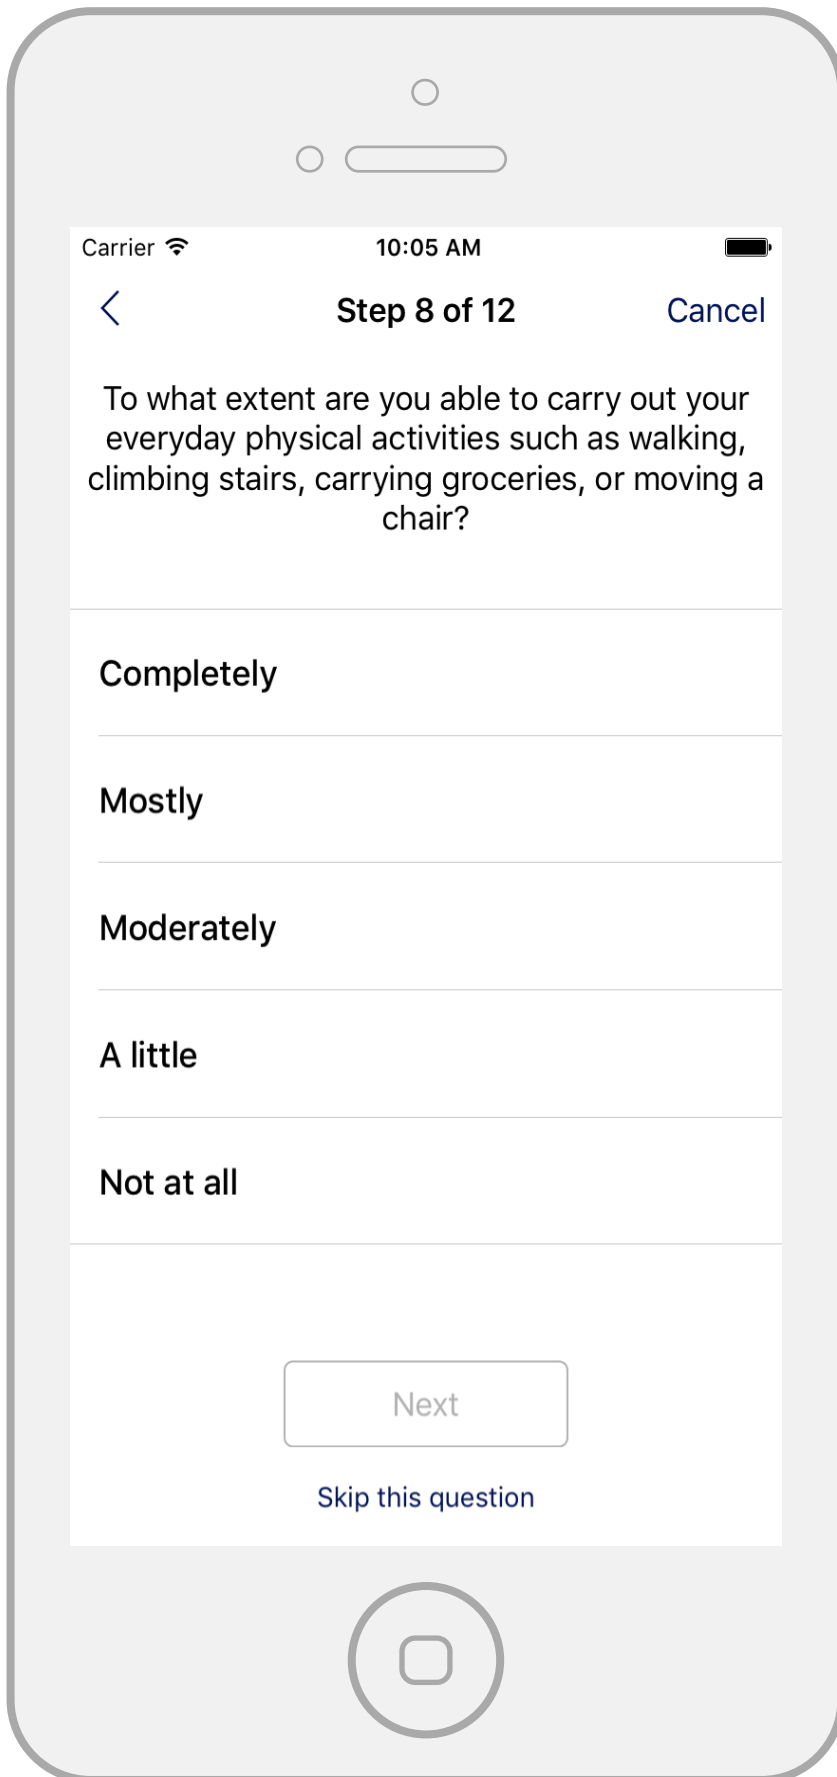 Carrier 10:05 AM
Step 8 of 12 Cancel
To what extent are you able to carry out your
everyday physical activities such as walking,
climbing stairs, carrying groceries, or moving a
chair?
Completely
Mostly
Moderately
A little
Not at all
Next
Skip this question